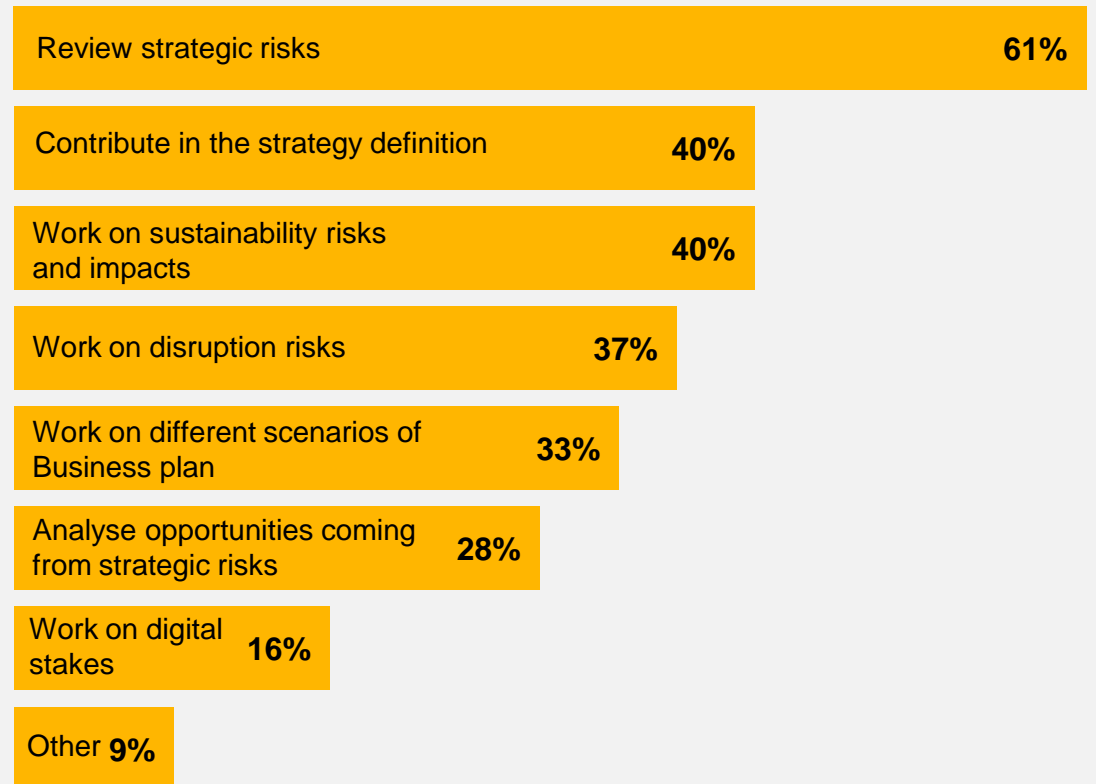 Review strategic risks 61%
Contribute in the strategy definition 40%
Work on sustainability risks
and impacts 40%
Work on disruption risks 37%
Work on different scenarios of
Business plan 33%
Analyse opportunities coming
from strategic risks 28%
Work on digital
stakes 16%
Other 9%